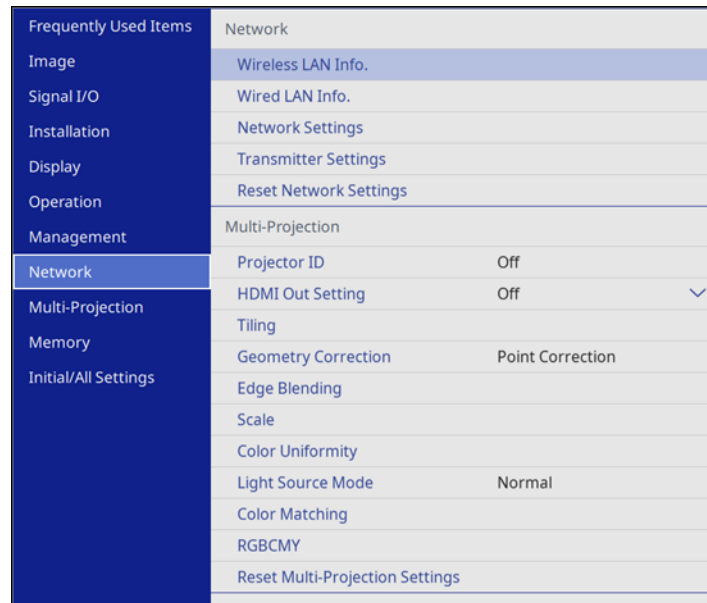 Frequently Used Items
Image
Signal I/O
Installation
Display
Operation
Management
Network
Multi-Projection
Memory
Initial/All Settings
Network
Wireless LAN Info.
Wired LAN Info.
Network Settings
Transmitter Settings
Reset Network Settings
Multi-Projection
Projector ID Off
HDMI Out Setting Off
Tiling
Geometry Correction Point Correction
Edge Blending
Scale
Color Uniformity
Light Source Mode Normal
Color Matching
RGBCMY
Reset Multi-Projection Settings